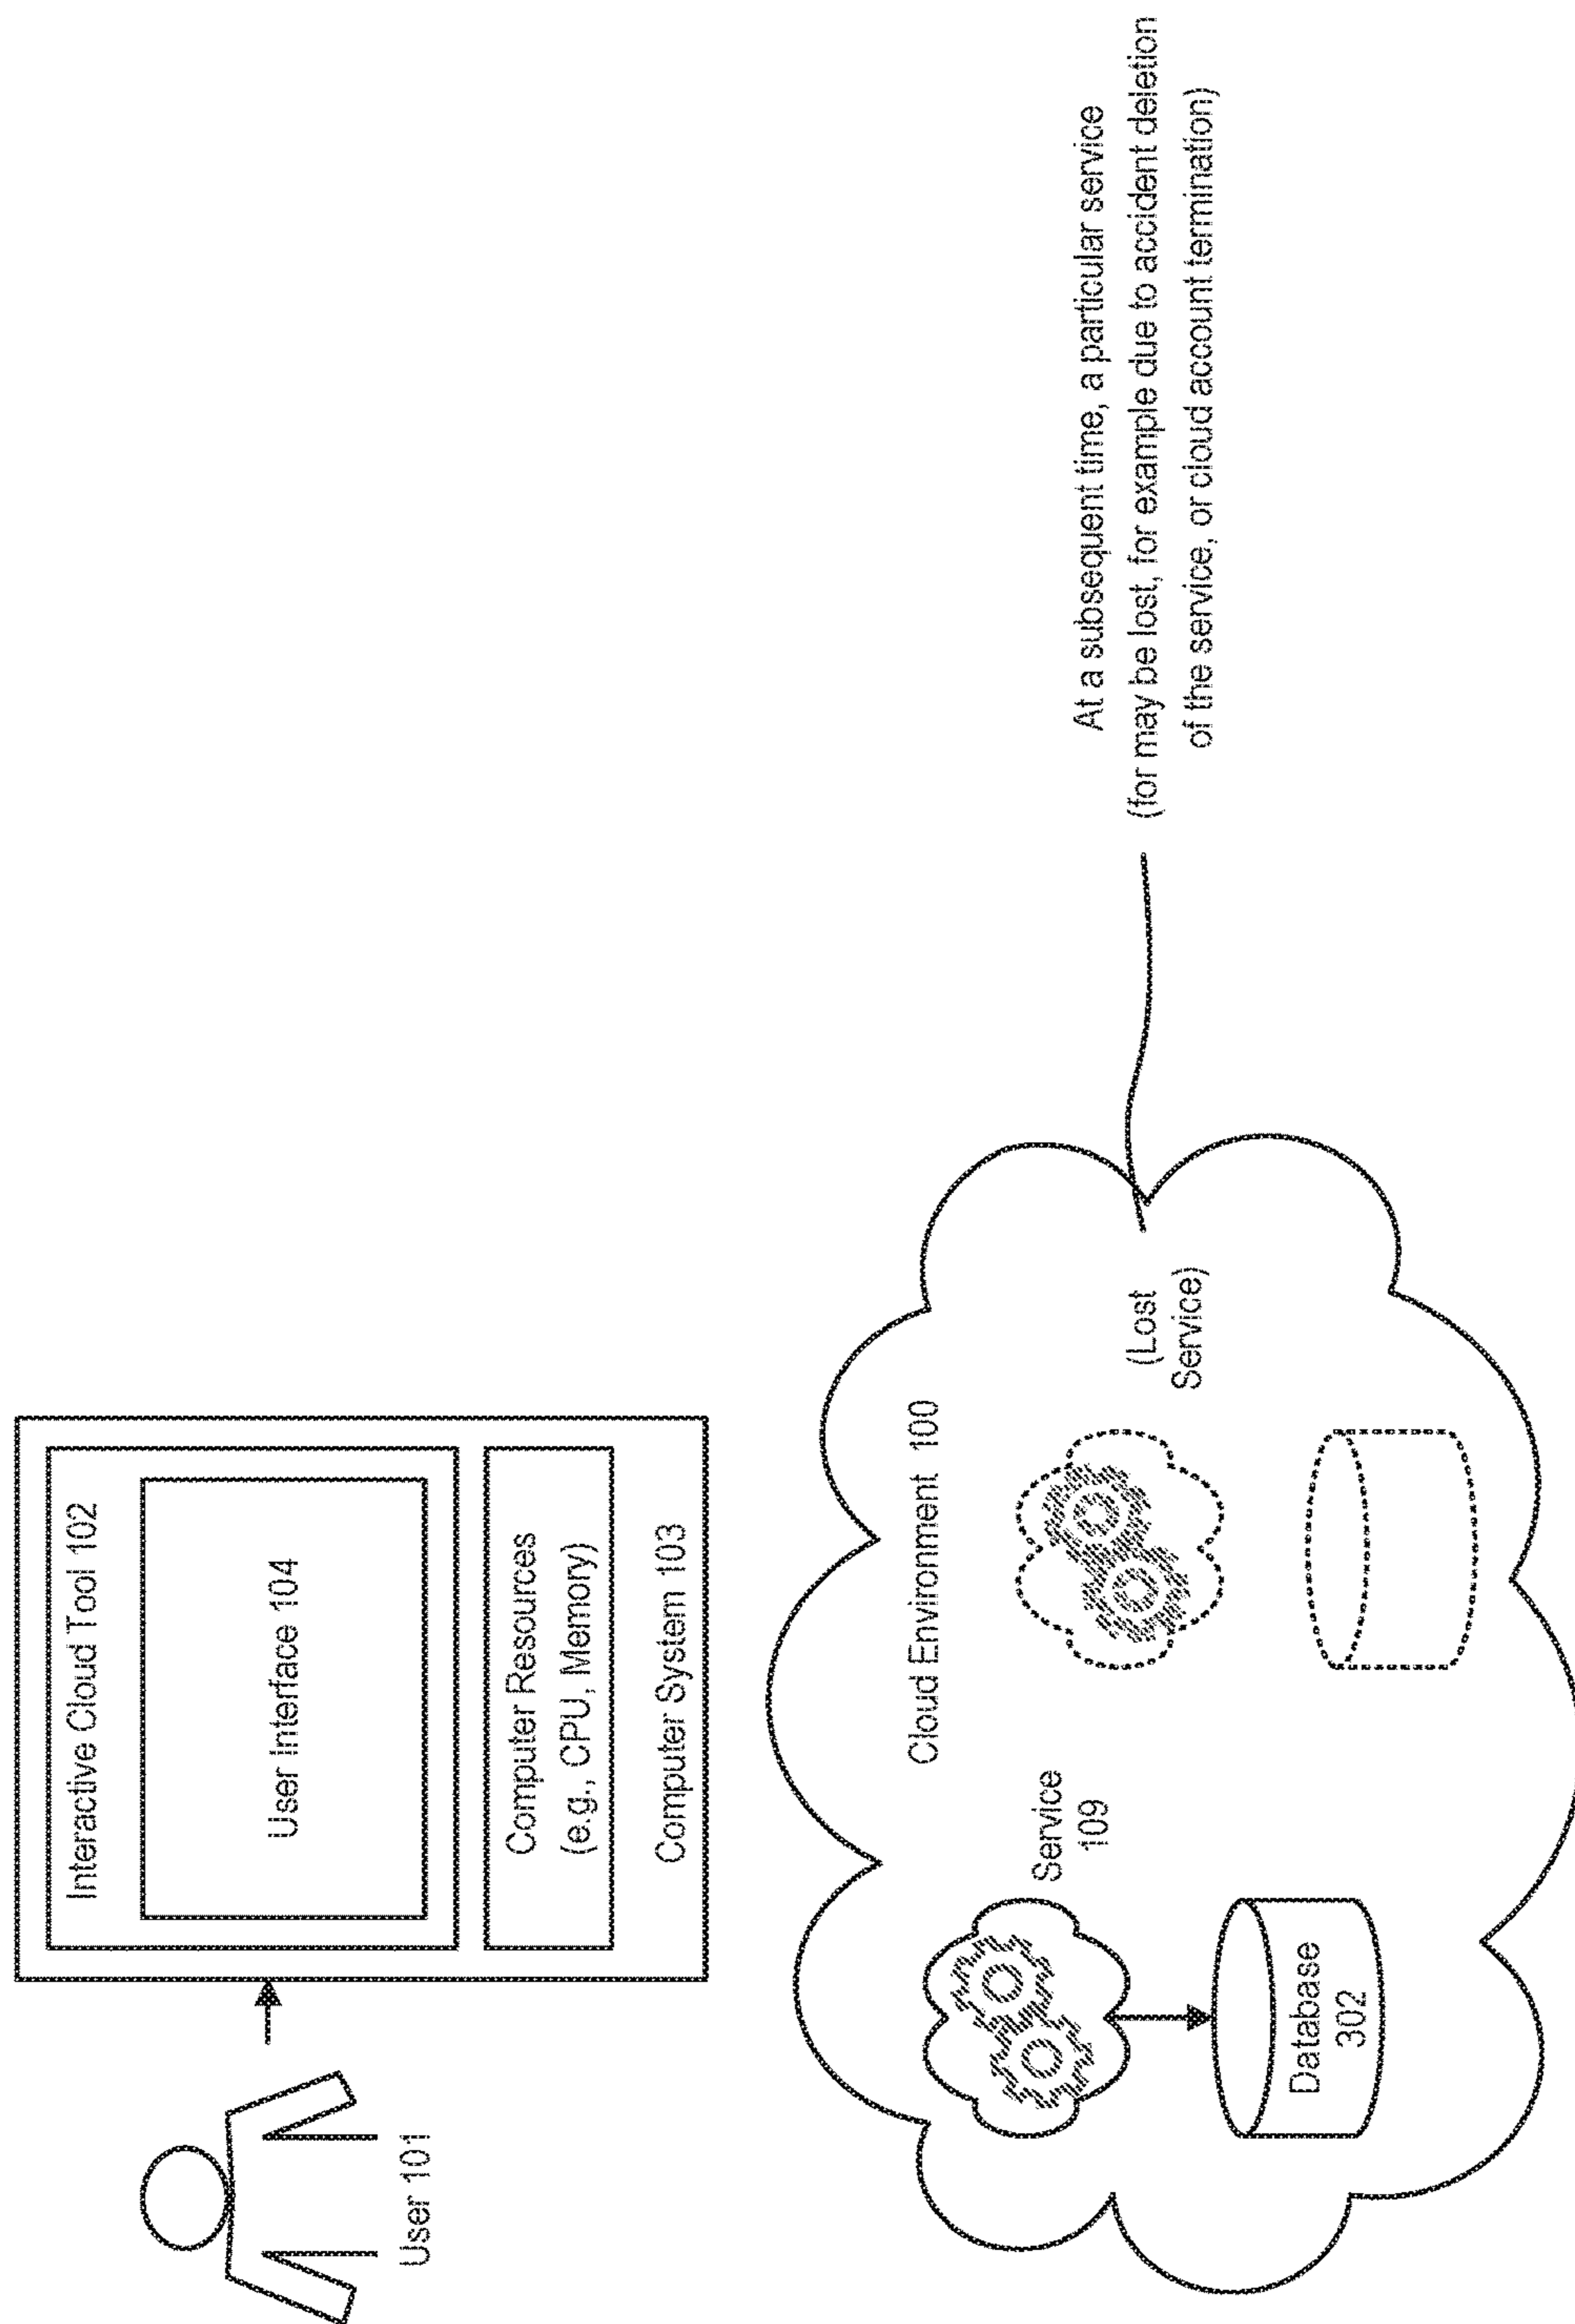 Interactive Cloud Tool 102
User Interface 104
Computer Resources
(e.g., CPU, Memory)
Computer System 103
User 101
Cloud Environment 100
Service
109
Database
302
(Lost
Service)
At a subsequent time, a particular service
(for may be lost, for example due to accident deletion
of the service, or cloud account termination)